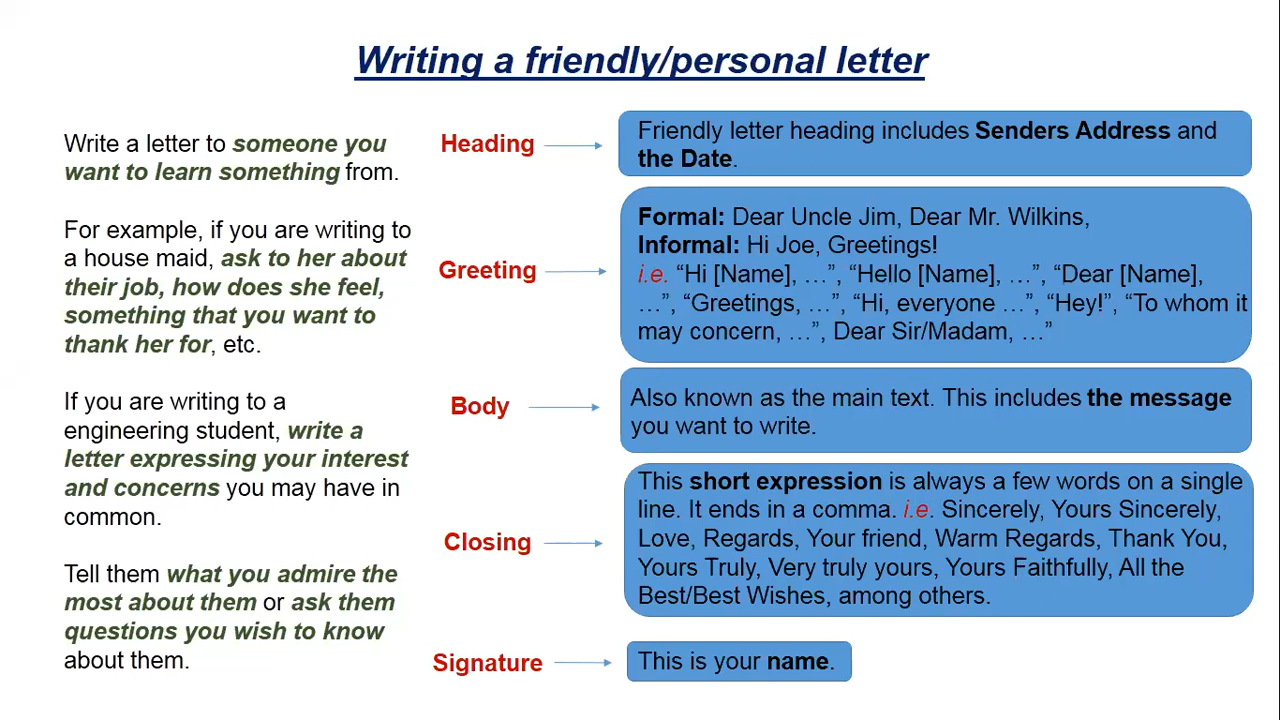 Writing a friendly/personal letter
Write a letter to someone you
want to learn something from.
For example, if you are writing to
a house maid, ask to her about
their job, how does she feel,
something that you want to
thank her for, etc.
If you are writing to a
engineering student, write a
letter expressing your interest
and concerns you may have in
common.
Tell them what you admire the
most about them or ask them
questions you wish to know
about them.
Heading
Friendly letter heading includes Senders Address and
the Date.
Greeting
Formal: Dear Uncle Jim, Dear Mr. Wilkins,
Informal: Hi Joe, Greetings!
i.e. “Hi [Name], …”, “Hello [Name], …”, “Dear [Name],
…”, “Greetings, …”, “Hi, everyone …”, “Hey!”, “To whom it
may concern, …”, Dear Sir/Madam, …”
Body
Also known as the main text. This includes the message
you want to write.
Closing
This short expression is always a few words on a single
line. It ends in a comma. i.e. Sincerely, Yours Sincerely,
Love, Regards, Your friend, Warm Regards, Thank You,
Yours Truly, Very truly yours, Yours Faithfully, All the
Best/Best Wishes, among others.
Signature
This is your name.